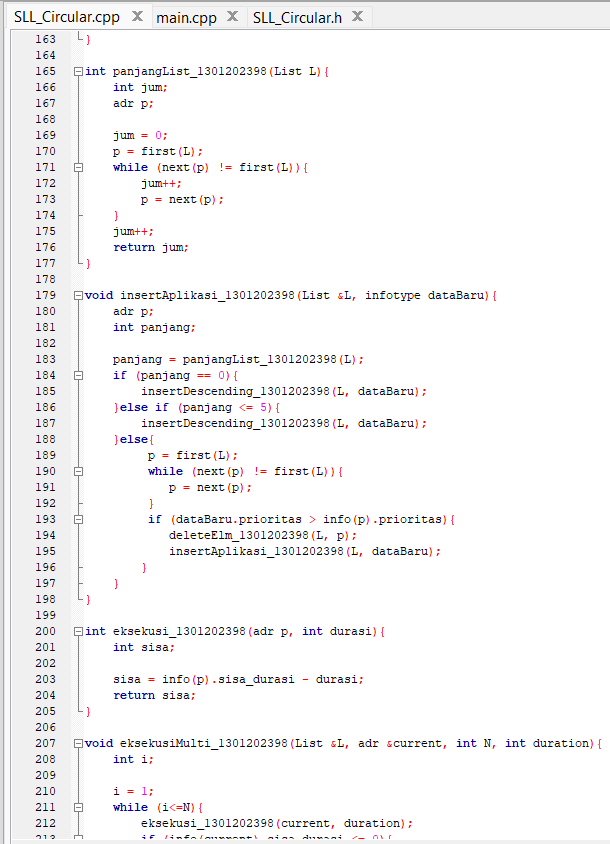 SLL_Circular.cpp X main.cpp X SLL_Circular.h X
163 }
164
165 int panjangList_1301202398(List L){
166     int jum;
167     adr p;
168
169     jum = 0;
170     p = first(L);
171     while (next(p) != first(L)){
172         jum++;
173         p = next(p);
174     }
175     jum++;
176     return jum;
177 }
178
179 void insertAplikasi_1301202398(List &L, infotype dataBaru){
180     adr p;
181     int panjang;
182
183     panjang = panjangList_1301202398(L);
184     if (panjang == 0){
185         insertDescending_1301202398(L, dataBaru);
186     }else if (panjang <= 5){
187         insertDescending_1301202398(L, dataBaru);
188     }else{
189          p = first(L);
190          while (next(p) != first(L)){
191             p = next(p);
192          }
193          if (dataBaru.prioritas > info(p).prioritas){
194             deleteElm_1301202398(L, p);
195             insertAplikasi_1301202398(L, dataBaru);
196         }
197     }
198 }
199
200 int eksekusi_1301202398(adr p, int durasi){
201     int sisa;
202
203     sisa = info(p).sisa_durasi - durasi;
204     return sisa;
205 }
206
207 void eksekusiMulti_1301202398(List &L, adr &current, int N, int duration){
208     int i;
209
210     i = 1;
211     while (i<=N){
212         eksekusi_1301202398(current, duration);
213         if (info(current).sisa_durasi <= 0){